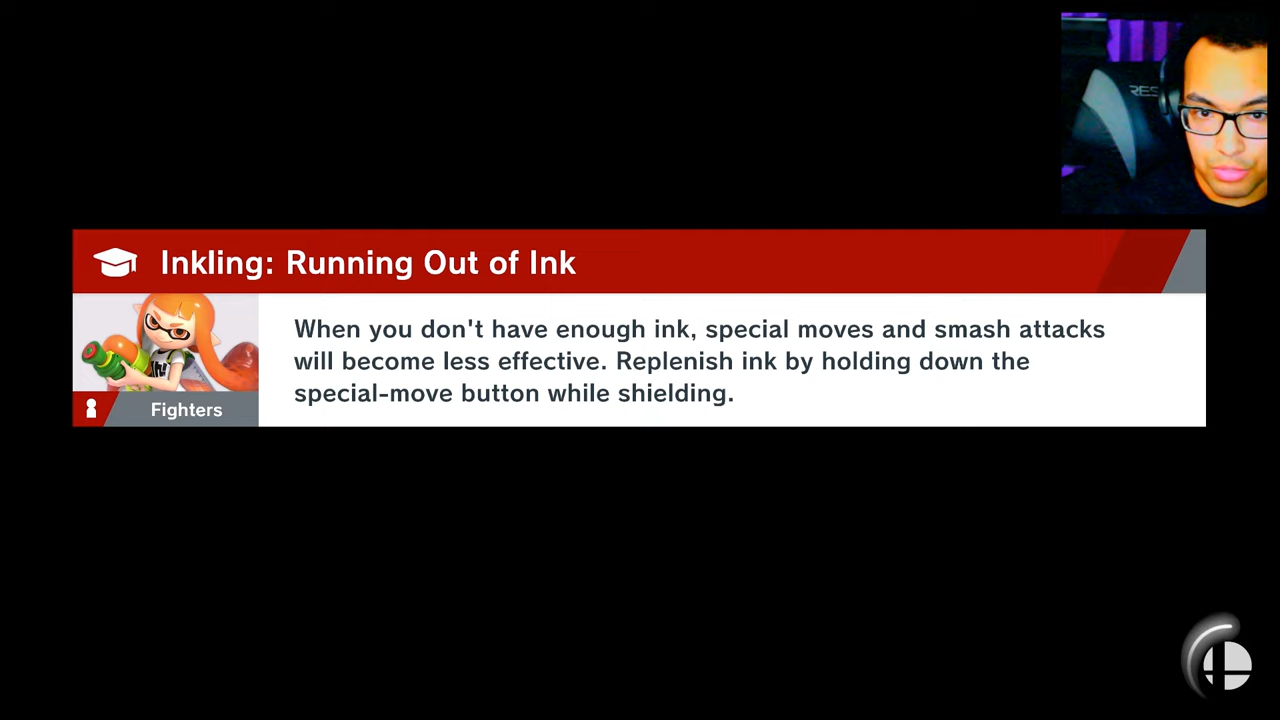 RES
Inkling: Running Out of Ink
When you don't have enough ink, special moves and smash attacks
will become less effective. Replenish ink by holding down the
special-move button while shielding.
Fighters